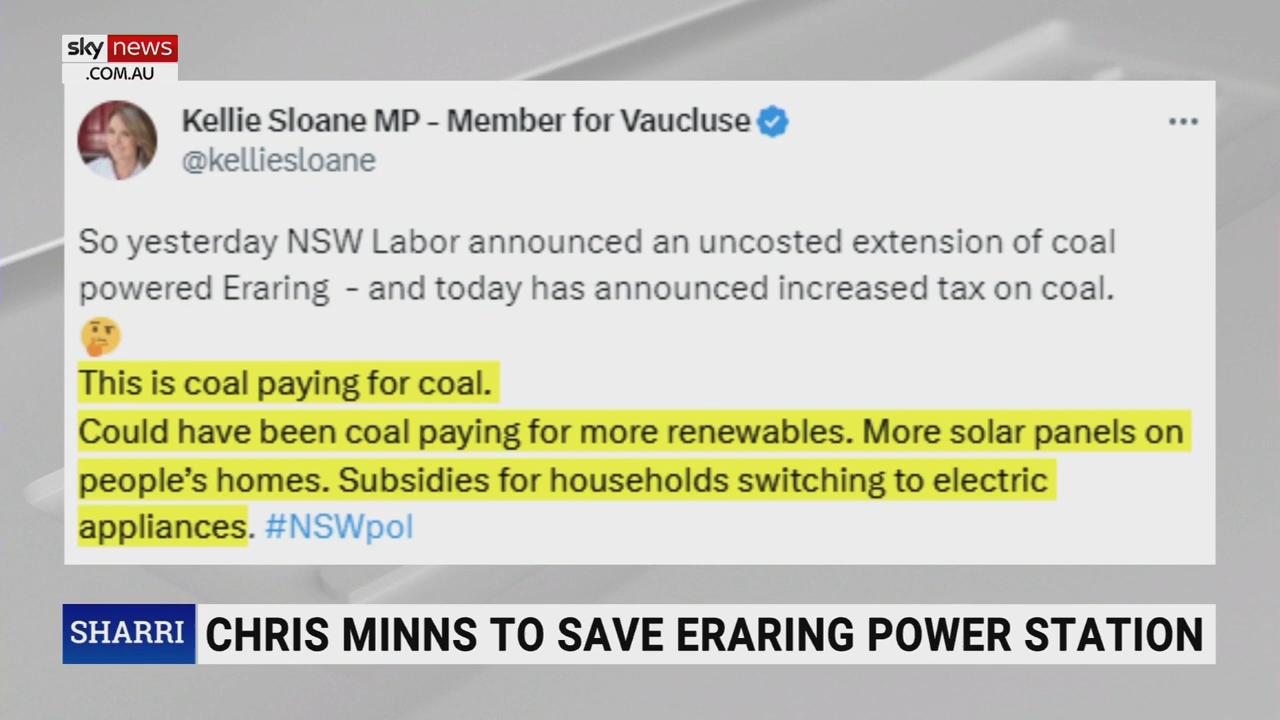 sky news
.COM.AU
Kellie Sloane MP - Member for Vaucluse
@kelliesloane
So yesterday NSW Labor announced an uncosted extension of coal
powered Eraring - and today has announced increased tax on coal.
🤔
This is coal paying for coal.
Could have been coal paying for more renewables. More solar panels on
people's homes. Subsidies for households switching to electric
appliances. #NSWpol
SHARRI CHRIS MINNS TO SAVE ERARING POWER STATION